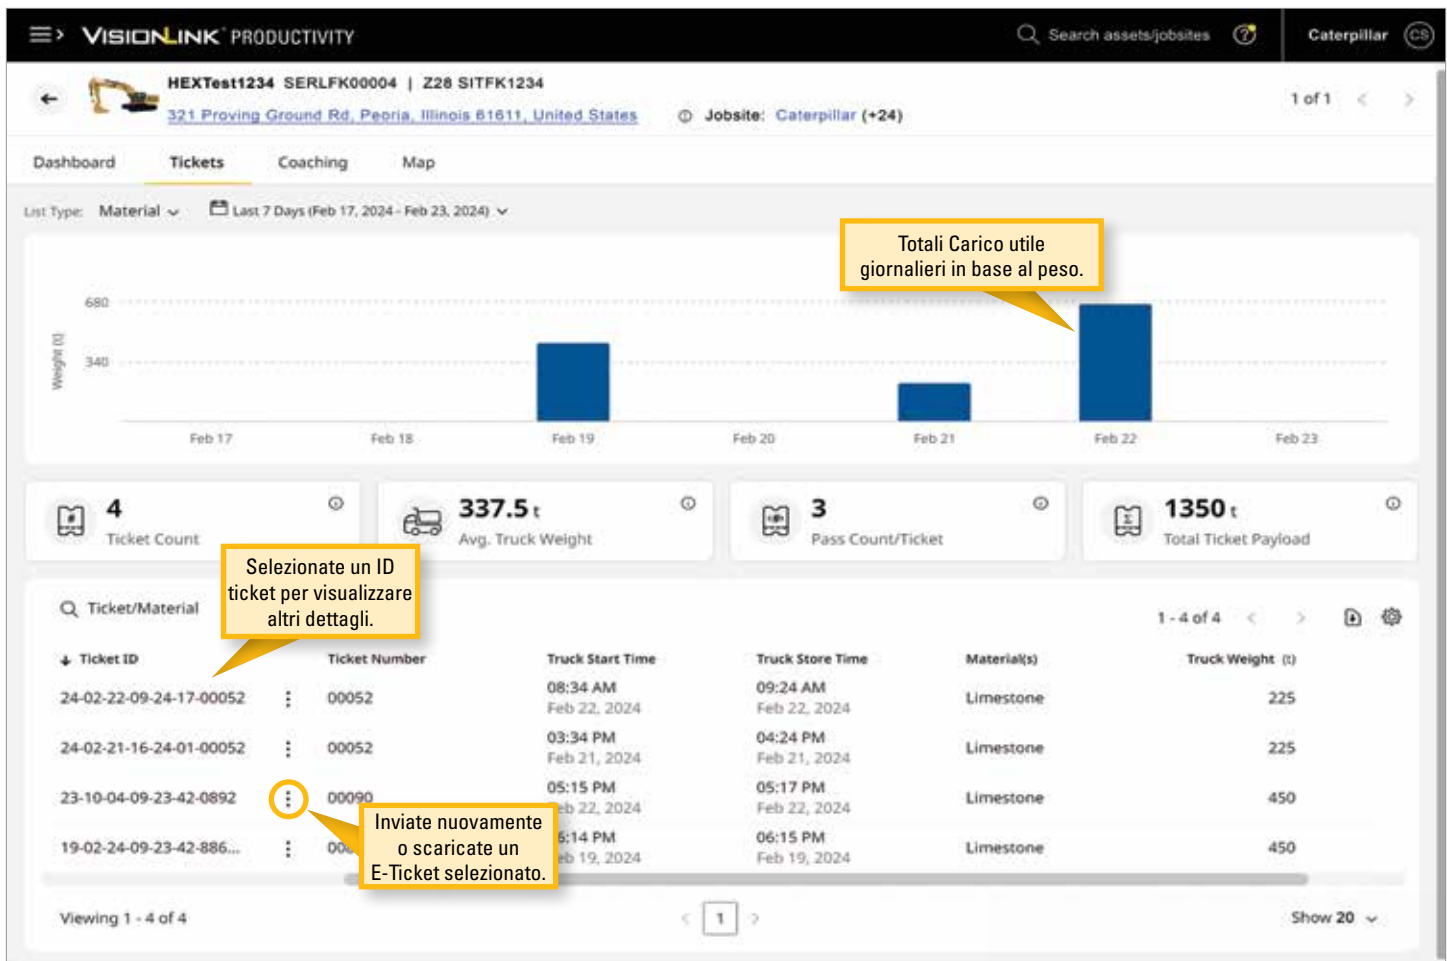 VISIONLINK PRODUCTIVITY
Search assets/jobsites
Caterpillar
CS
HEXTest1234 SERLFK00004 | Z28 SITFK1234
321 Proving Ground Rd, Peoria, Illinois 61611, United States
Jobsite: Caterpillar (+24)
1 of 1
Dashboard
Tickets
Coaching
Map
List Type: Material
Last 7 Days (Feb 17, 2024 - Feb 23, 2024)
Totali Carico utile
giornalieri in base al peso.
680
340
Weight (t)
Feb 17
Feb 18
Feb 19
Feb 20
Feb 21
Feb 22
Feb 23
4
Ticket Count
337.5 t
Avg. Truck Weight
3
Pass Count/Ticket
1350 t
Total Ticket Payload
Selezionate un ID
ticket per visualizzare
altri dettagli.
Ticket/Material
1 - 4 of 4
Ticket ID
Ticket Number
Truck Start Time
Truck Store Time
Material(s)
Truck Weight (t)
24-02-22-09-24-17-00052
00052
08:34 AM
Feb 22, 2024
09:24 AM
Feb 22, 2024
Limestone
225
24-02-21-16-24-01-00052
00052
03:34 PM
Feb 21, 2024
04:24 PM
Feb 21, 2024
Limestone
225
23-10-04-09-23-42-0892
00090
05:15 PM
eb 22, 2024
05:17 PM
Feb 22, 2024
Limestone
450
Inviate nuovamente
o scaricate un
E-Ticket selezionato.
19-02-24-09-23-42-886...
:14 PM
eb 19, 2024
06:15 PM
Feb 19, 2024
Limestone
450
Viewing 1 - 4 of 4
1
Show 20